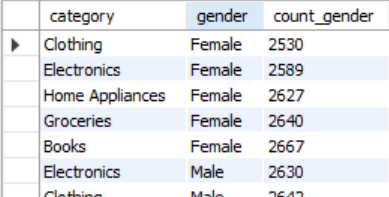 category gender count_gender
Clothing Female 2530
Electronics Female 2589
Home Appliances Female 2627
Groceries Female 2640
Books Female 2667
Electronics Male 2630
Clothing Male 2642